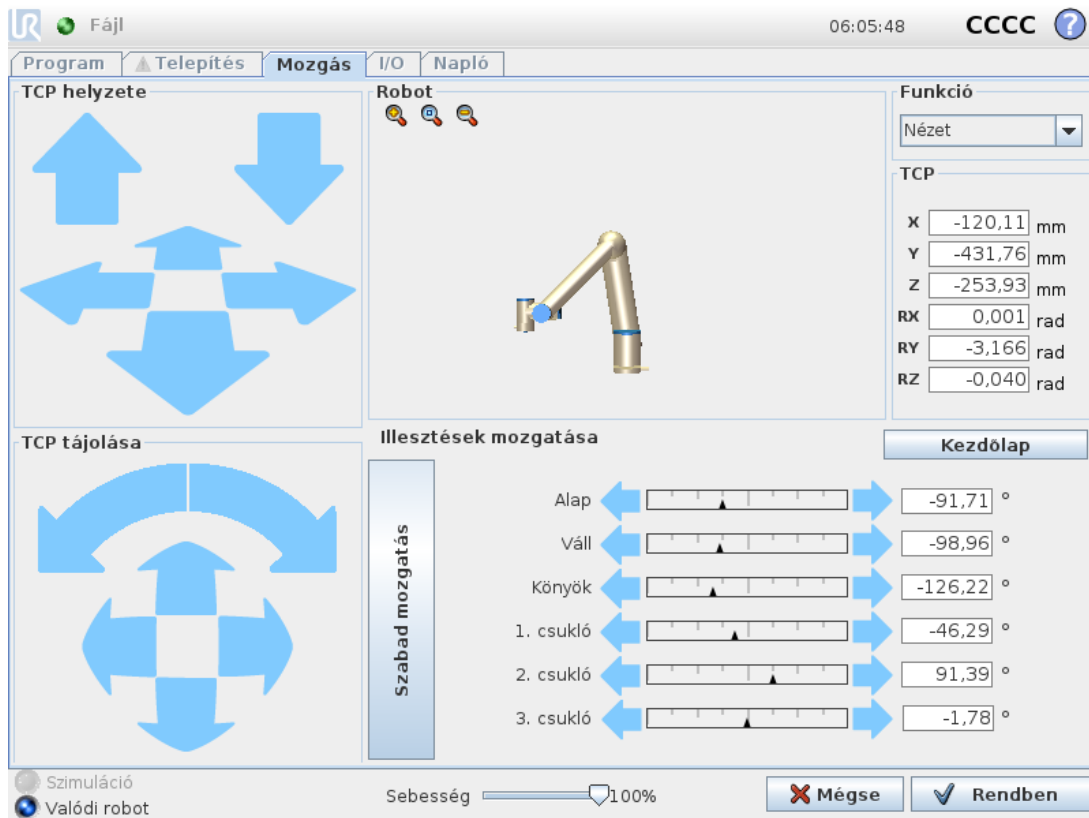 UR Fájl 06:05:48 CCCC ?
Program Telepítés Mozgás I/O Napló
TCP helyzete
Robot
Funkció
Nézet
TCP
X -120,11 mm
Y -431,76 mm
Z -253,93 mm
RX 0,001 rad
RY -3,166 rad
RZ -0,040 rad
TCP tájolása
Illesztések mozgatása
Kezdőlap
Szabad mozgatás
Alap -91,71 °
Váll -98,96 °
Könyök -126,22 °
1. csukló -46,29 °
2. csukló 91,39 °
3. csukló -1,78 °
Szimuláció
Valódi robot
Sebesség 100%
Mégse
Rendben